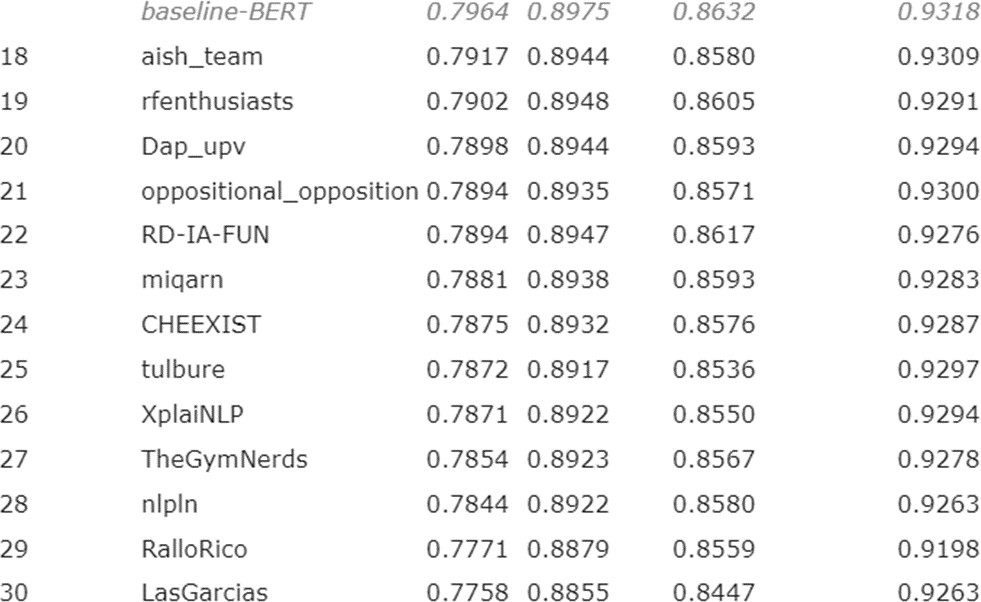 baseline-BERT 0.7964 0.8975 0.8632 0.9318
18 aish_team 0.7917 0.8944 0.8580 0.9309
19 rfenthusiasts 0.7902 0.8948 0.8605 0.9291
20 Dap_upv 0.7898 0.8944 0.8593 0.9294
21 oppositional_opposition 0.7894 0.8935 0.8571 0.9300
22 RD-IA-FUN 0.7894 0.8947 0.8617 0.9276
23 miqarn 0.7881 0.8938 0.8593 0.9283
24 CHEEXIST 0.7875 0.8932 0.8576 0.9287
25 tulbure 0.7872 0.8917 0.8536 0.9297
26 XplaiNLP 0.7871 0.8922 0.8550 0.9294
27 TheGymNerds 0.7854 0.8923 0.8567 0.9278
28 nlpln 0.7844 0.8922 0.8580 0.9263
29 RalloRico 0.7771 0.8879 0.8559 0.9198
30 LasGarcias 0.7758 0.8855 0.8447 0.9263